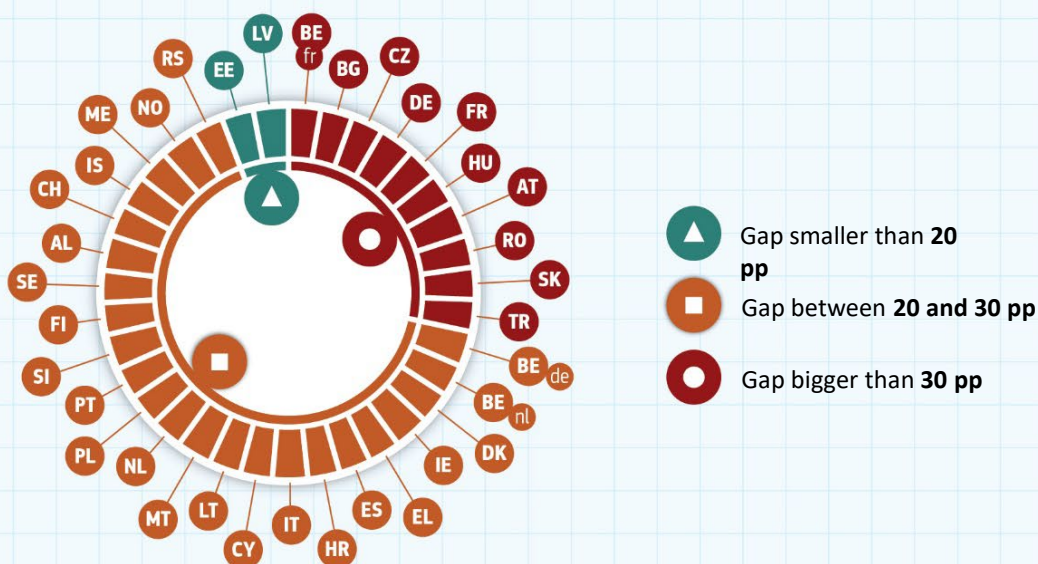 LV
BE
fr
BG
CZ
DE
FR
HU
AT
RO
SK
TR
BE
de
BE
nl
DK
IE
EL
ES
HR
IT
CY
LT
MT
NL
PL
PT
SI
FI
SE
AL
CH
IS
ME
NO
RS
EE
Gap smaller than 20
pp
Gap between 20 and 30 pp
Gap bigger than 30 pp